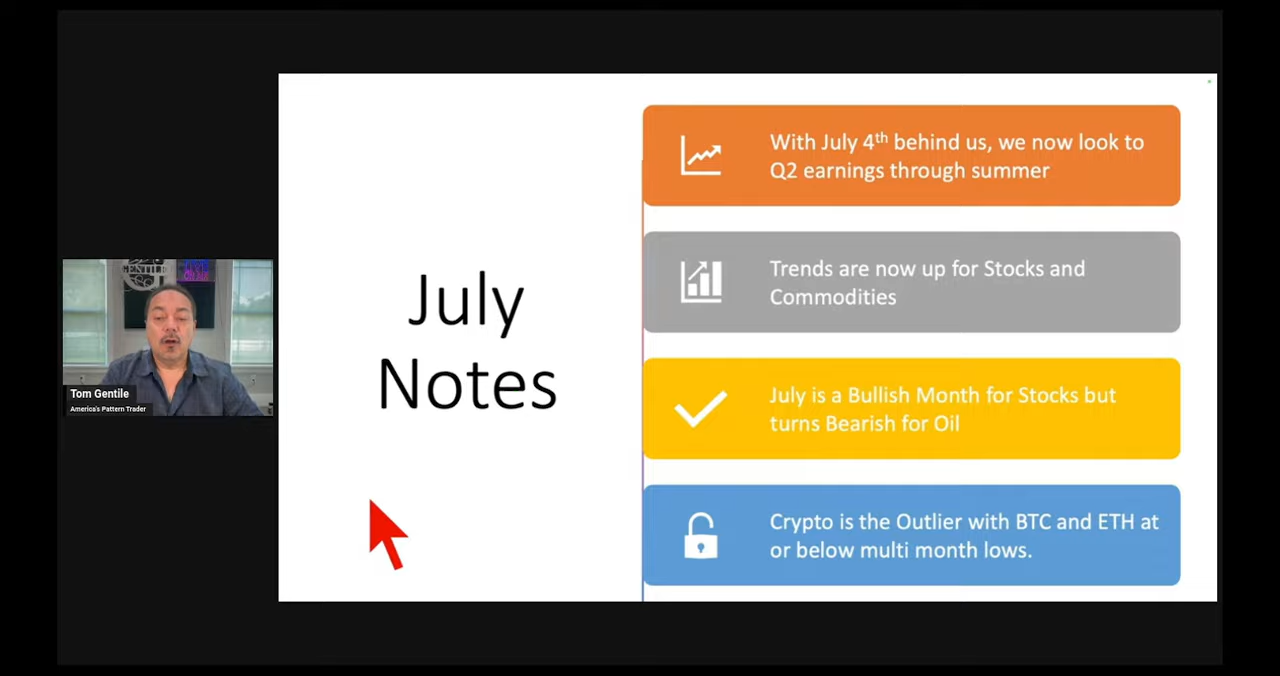 With July 4th behind us, we now look to
Q2 earnings through summer
Trends are now up for Stocks and
Commodities
July
Notes
July is a Bullish Month for Stocks but
turns Bearish for Oil
Crypto is the Outlier with BTC and ETH at
or below multi month lows.
GENTILE
Tom Gentile
America's Pattern Trader